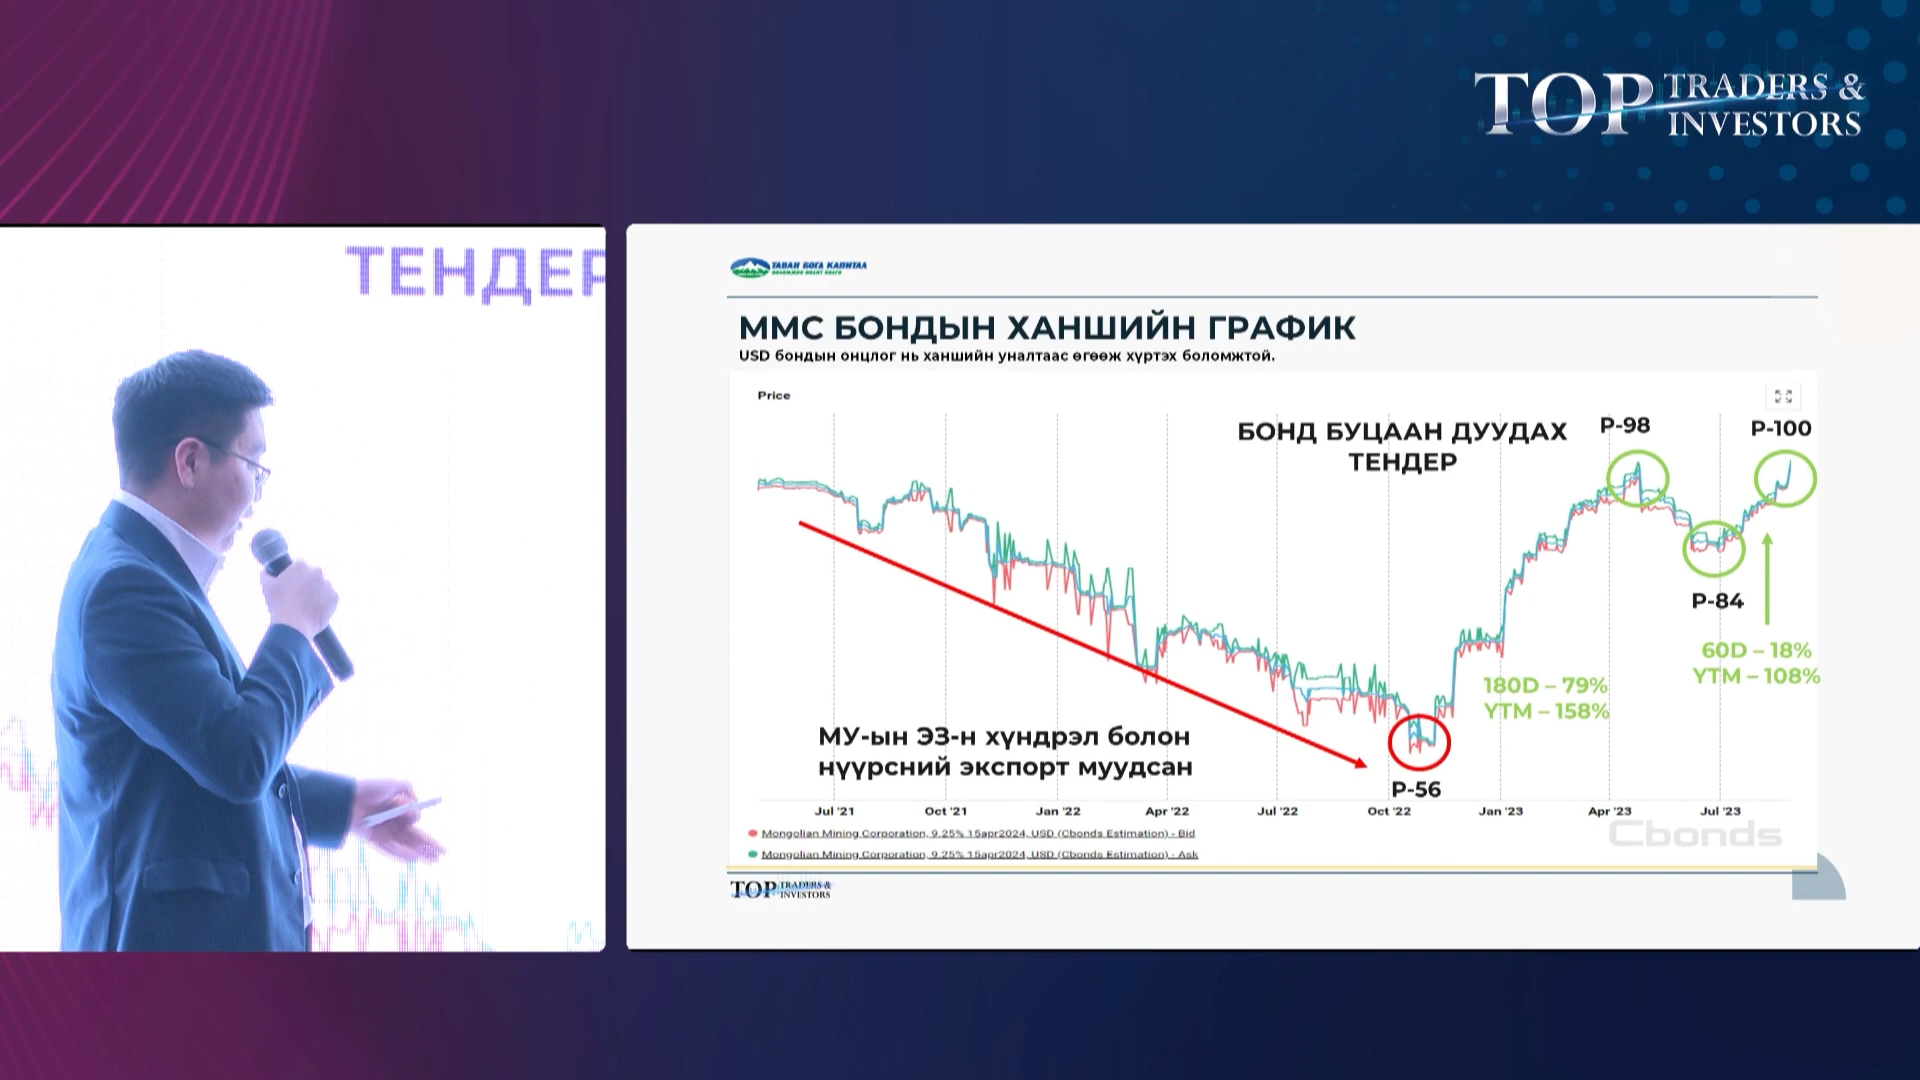 TOP TRADERS &
INVESTORS
ТЕНДЕР
ТАВАН БОГД КАПИТАЛ
ММС БОНДЫН ХАНШИЙН ГРАФИК
USD бондын онцлог нь ханшийн уналтаас өгөөж хүртэх боломжтой.
Price
БОНД БУЦААН ДУУДАХ
ТЕНДЕР
P-98
P-100
P-84
60D – 18%
YTM – 108%
180D – 79%
YTM – 158%
МУ-ын ЭЗ-н хүндрэл болон
нүүрсний экспорт муудсан
P-56
Jul '21 Oct '21 Jan '22 Apr '22 Jul '22 Oct '22 Jan '23 Apr '23 Jul '23
Cbonds
Mongolian Mining Corporation, 9.25% 15apr2024, USD (Cbonds Estimation) - Bid
Mongolian Mining Corporation, 9.25% 15apr2024, USD (Cbonds Estimation) - Ask
TOP TRADERS &
INVESTORS